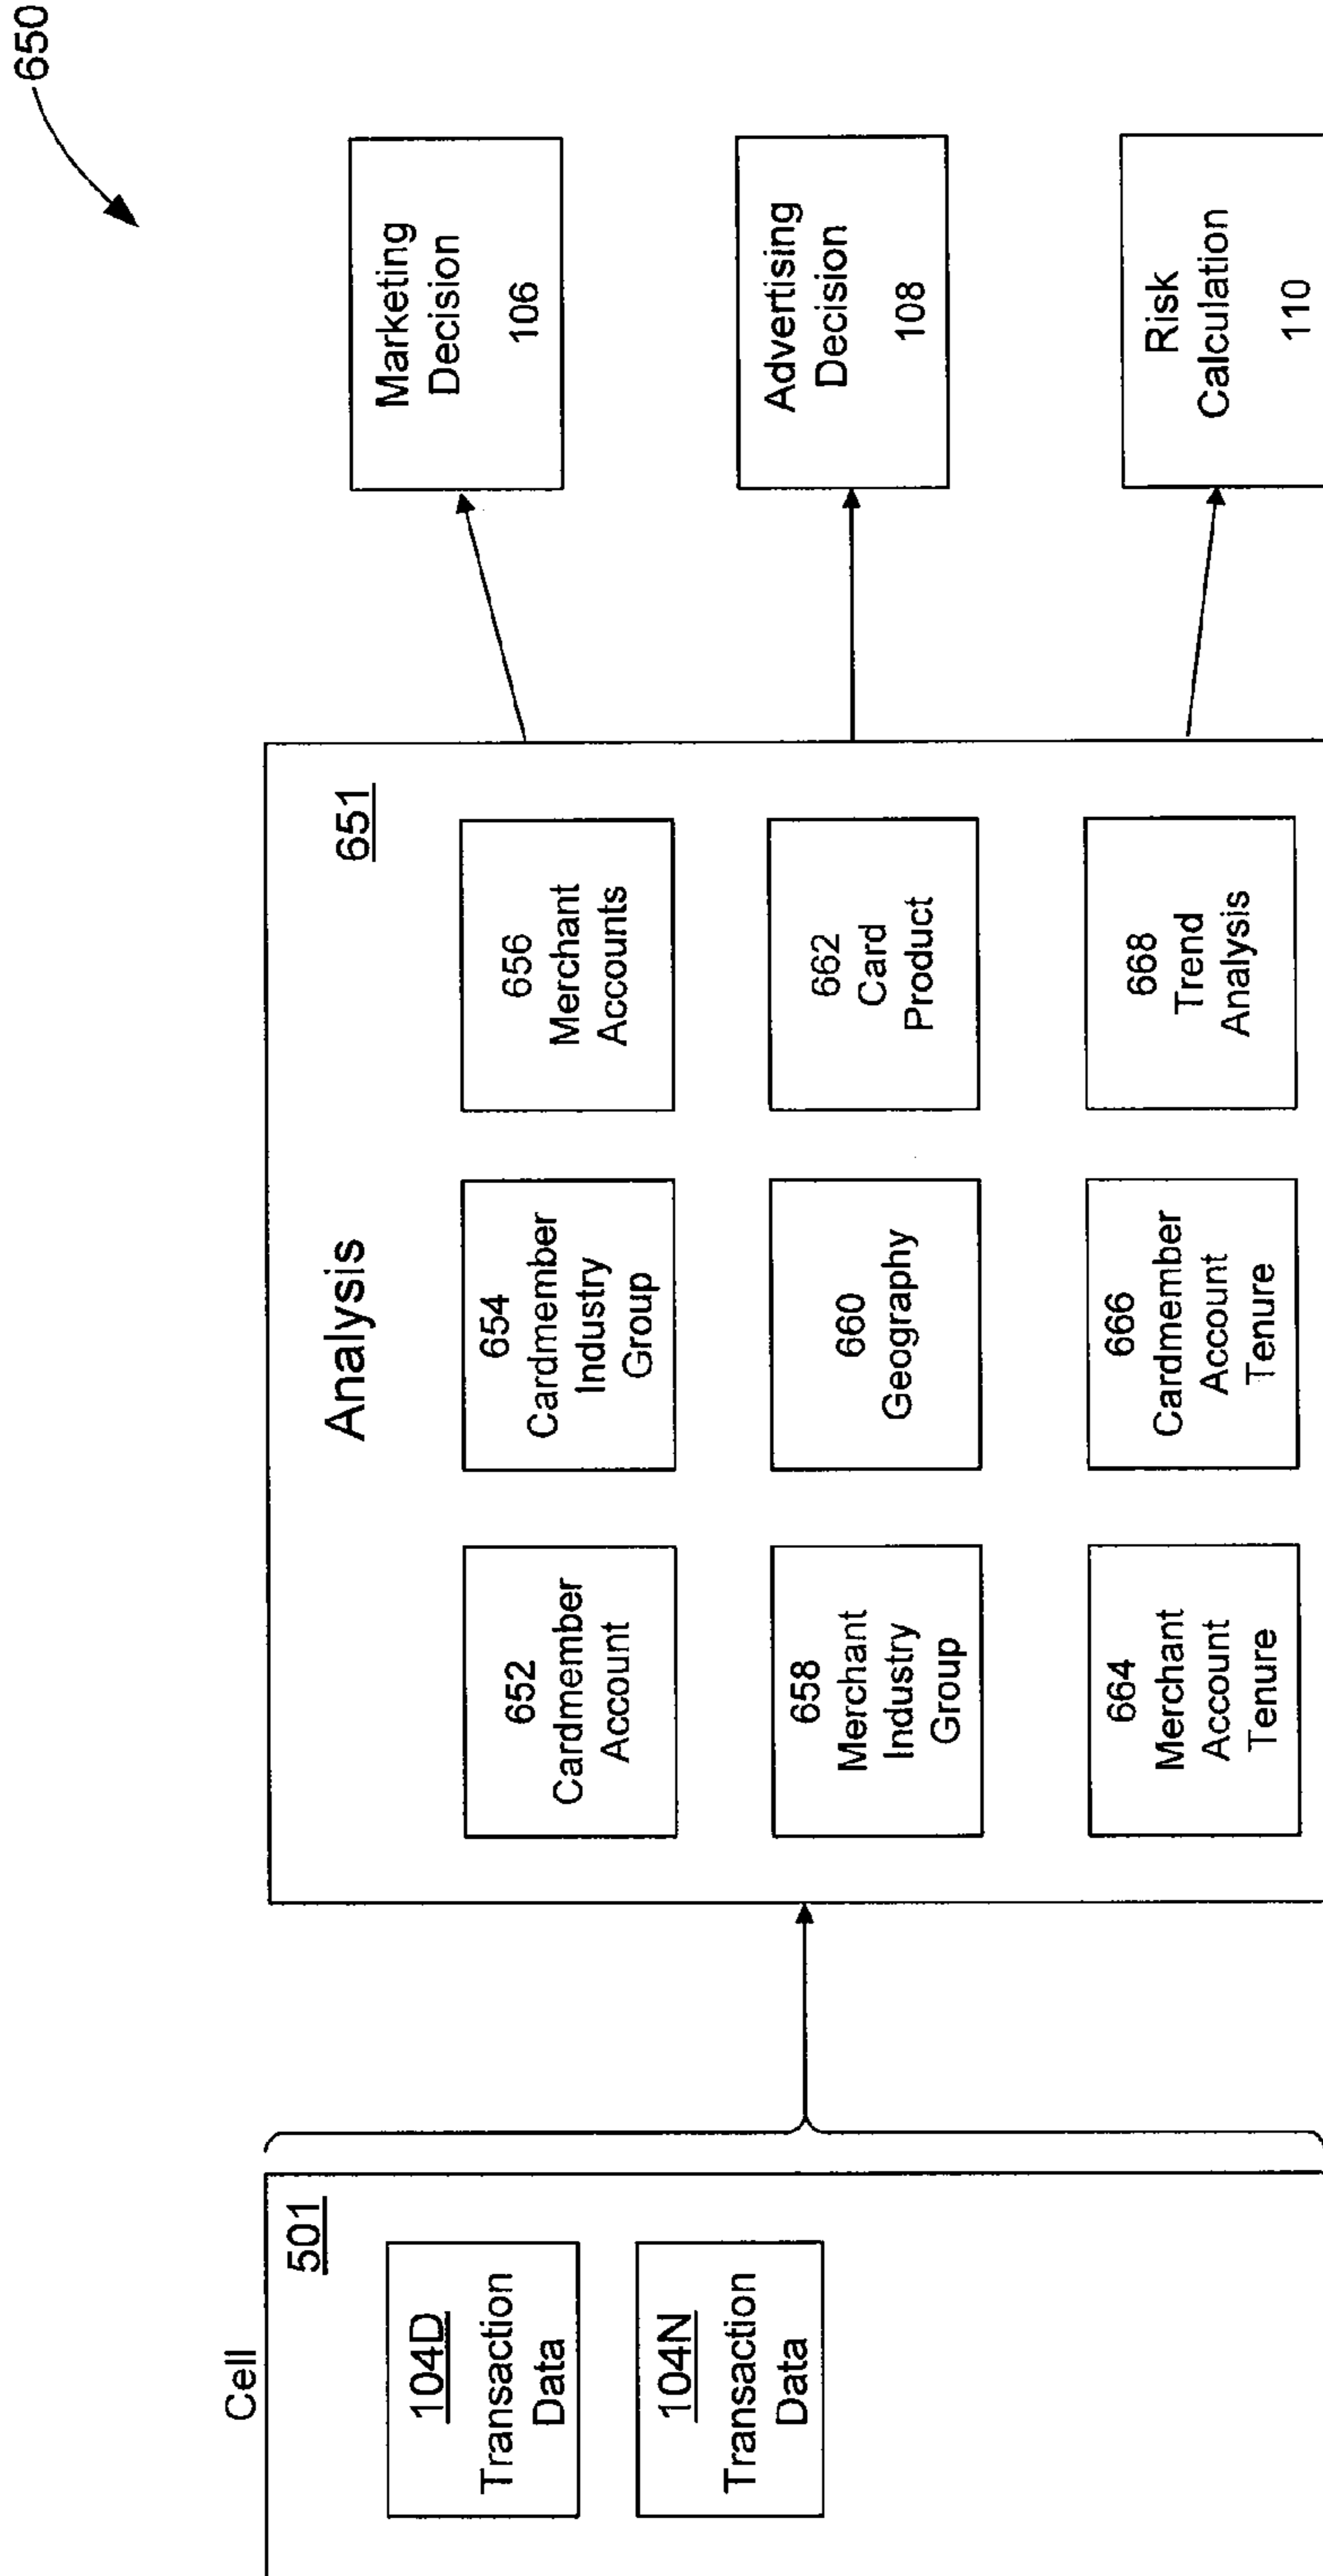 650
Cell
501
104D
Transaction
Data
104N
Transaction
Data
Analysis
651
652
Cardmember
Account
654
Cardmember
Industry
Group
656
Merchant
Accounts
658
Merchant
Industry
Group
660
Geography
662
Card
Product
664
Merchant
Account
Tenure
666
Cardmember
Account
Tenure
668
Trend
Analysis
Marketing
Decision
106
Advertising
Decision
108
Risk
Calculation
110